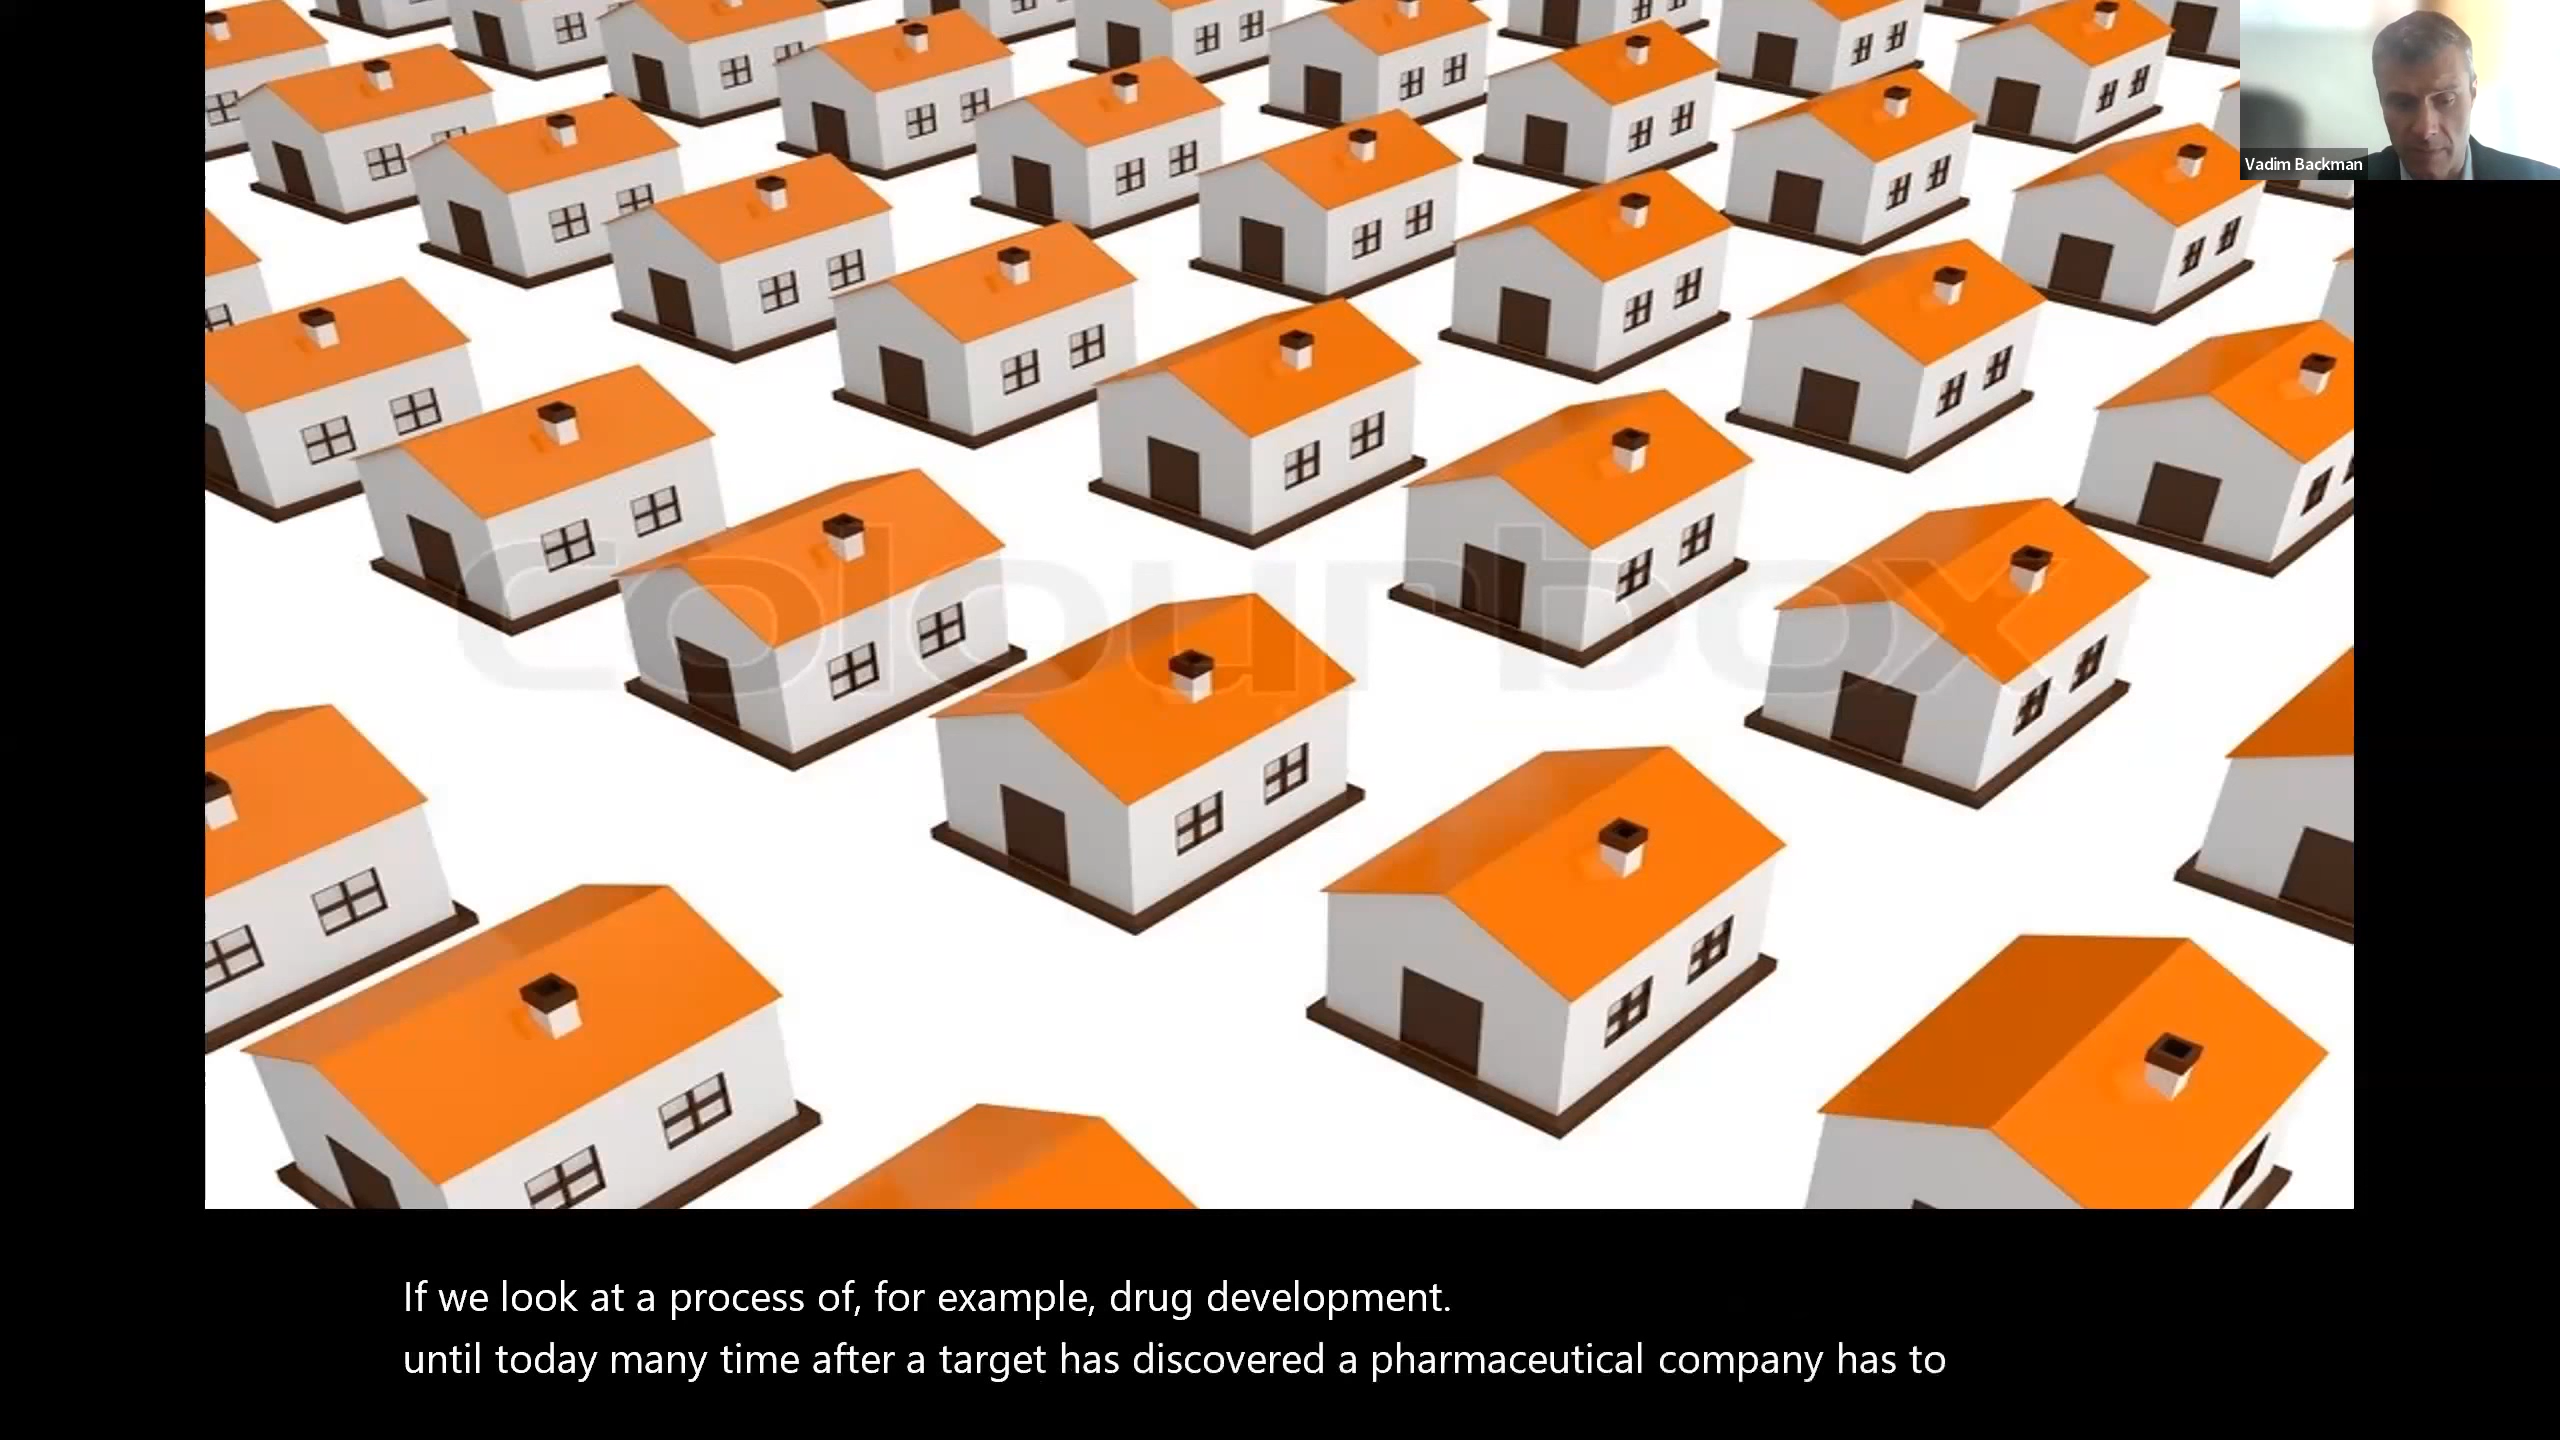 Vadim Backman
colourbox
If we look at a process of, for example, drug development.
until today many time after a target has discovered a pharmaceutical company has to